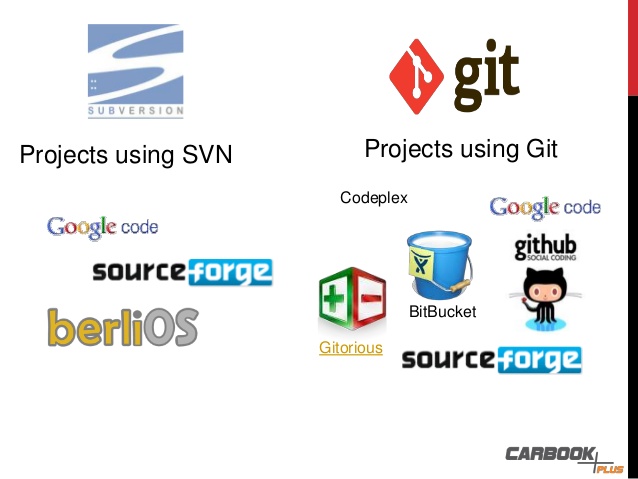 SUBVERSION
git
Projects using SVN
Projects using Git
Codeplex
Google code
Google code
github
SOCIAL CODING
sourceforge
BitBucket
berliOS
Gitorious
sourceforge
CARBOOK
PLUS